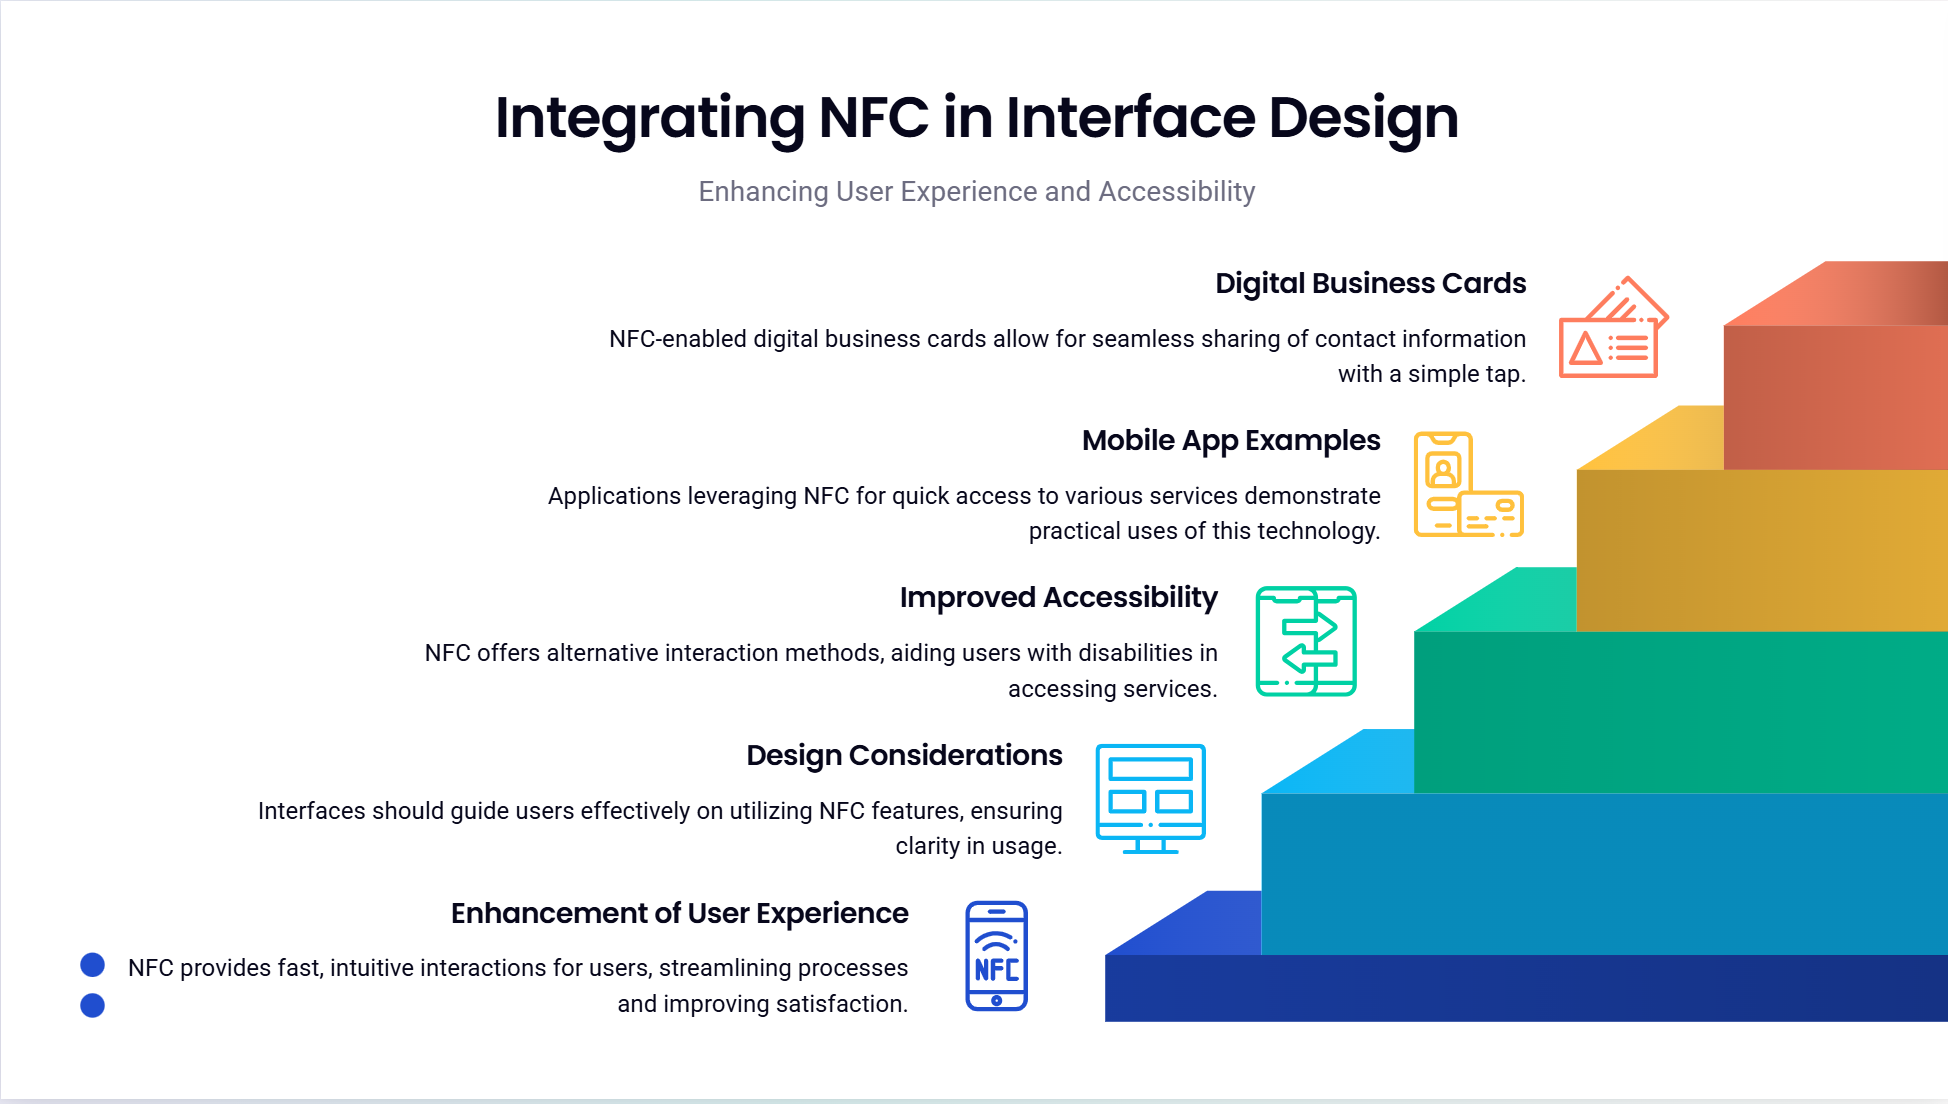 Integrating NFC in Interface Design
Enhancing User Experience and Accessibility
Digital Business Cards
NFC-enabled digital business cards allow for seamless sharing of contact information
with a simple tap.
Mobile App Examples
Applications leveraging NFC for quick access to various services demonstrate
practical uses of this technology.
Improved Accessibility
NFC offers alternative interaction methods, aiding users with disabilities in
accessing services.
Design Considerations
Interfaces should guide users effectively on utilizing NFC features, ensuring
clarity in usage.
Enhancement of User Experience
NFC provides fast, intuitive interactions for users, streamlining processes
and improving satisfaction.
NFC